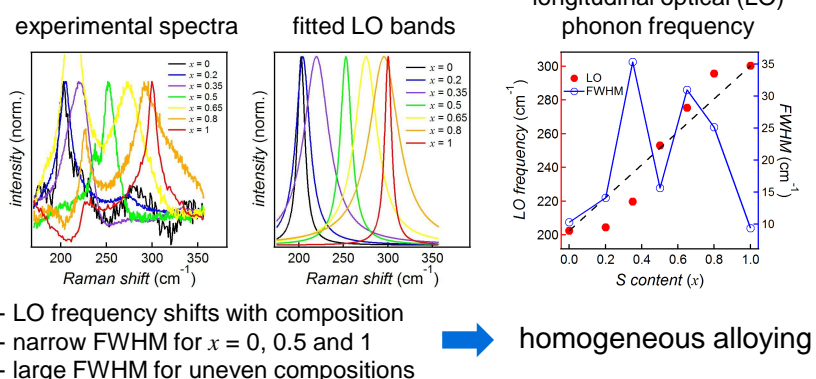 longitudinal optical (LO)
experimental spectra
fitted LO bands
phonon frequency
intensity (norm.)
x = 0
x = 0.2
x = 0.35
x = 0.5
x = 0.65
x = 0.8
x = 1
200 250 300 350
Raman shift (cm-1)
intensity (norm.)
x = 0
x = 0.2
x = 0.35
x = 0.5
x = 0.65
x = 0.8
x = 1
200 250 300 350
Raman shift (cm-1)
LO frequency (cm-1)
300
280
260
240
220
200
LO
FWHM
35
30
25
20
15
10
FWHM (cm-1)
0.0 0.2 0.4 0.6 0.8 1.0
S content (x)
- LO frequency shifts with composition
- narrow FWHM for x = 0, 0.5 and 1
- large FWHM for uneven compositions
homogeneous alloying